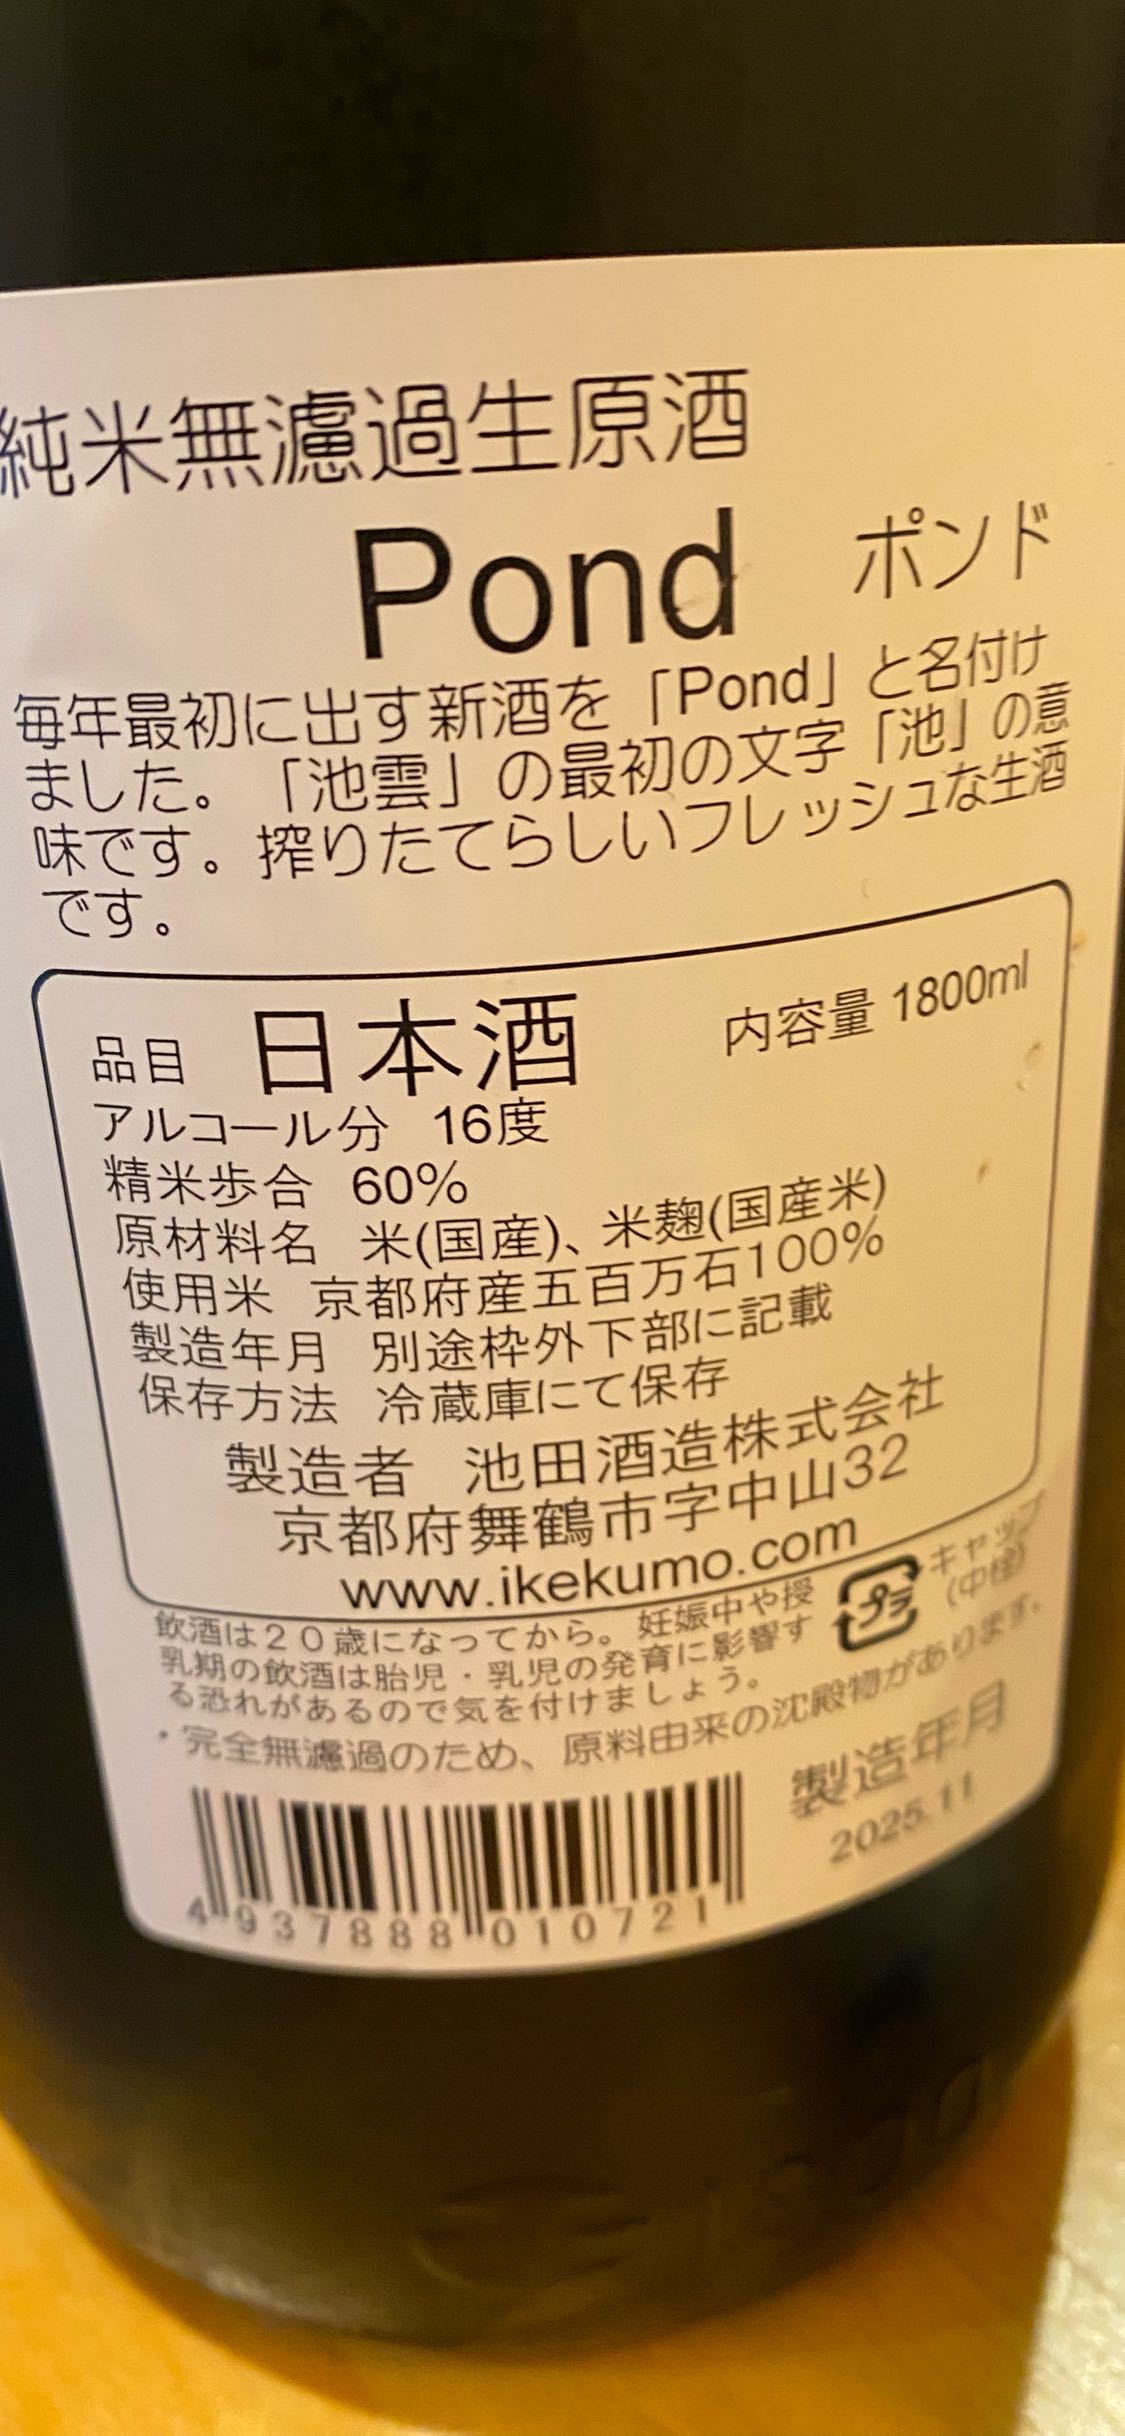 純米無濾過生原酒
Pond ポンド
毎年最初に出す新酒を「Pond」と名付け
ました。「池雲」の最初の文字「池」の意
味です。搾りたてらしいフレッシュな生酒
です。
品目 日本酒 内容量 1800ml
アルコール分 16度
精米歩合 60%
原材料名 米(国産)、米麹(国産米)
使用米 京都府産五百万石100%
製造年月 別途枠外下部に記載
保存方法 冷蔵庫にて保存
製造者 池田酒造株式会社
京都府舞鶴市字中山32
www.ikekumo.com
飲酒は20歳になってから。妊娠中や授
乳期の飲酒は胎児・乳児の発育に影響す
る恐れがあるので気を付けましょう。
プラ
キャップ
(中栓)
・完全無濾過のため、原料由来の沈殿物があります。
製造年月
2025.11
4937888010721